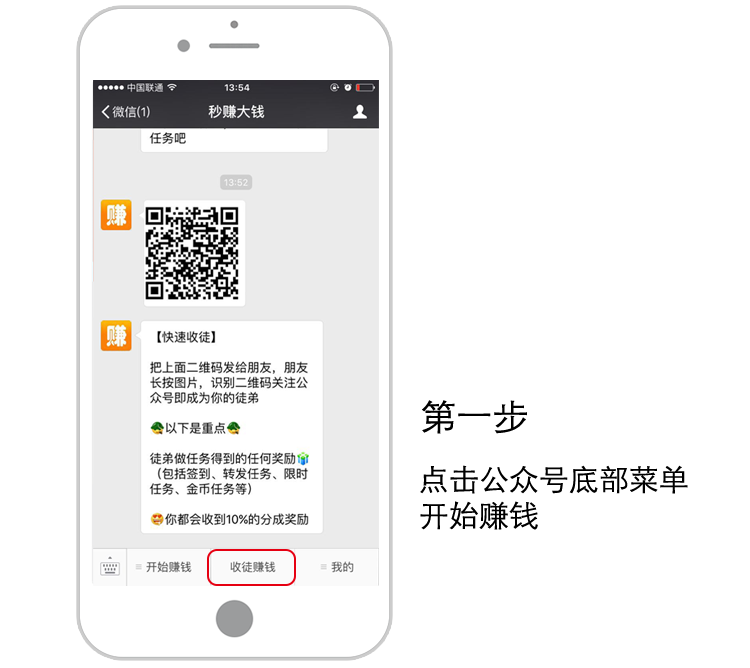 中国联通
13:54
微信(1)
秒赚大钱
任务吧
13:52
赚
赚
【快速收徒】
把上面二维码发给朋友，朋友
长按图片，识别二维码关注公
众号即成为你的徒弟
以下是重点
徒弟做任务得到的任何奖励
（包括签到、转发任务、限时
任务、金币任务等）
你都会收到10%的分成奖励
开始赚钱
收徒赚钱
我的
第一步
点击公众号底部菜单
开始赚钱